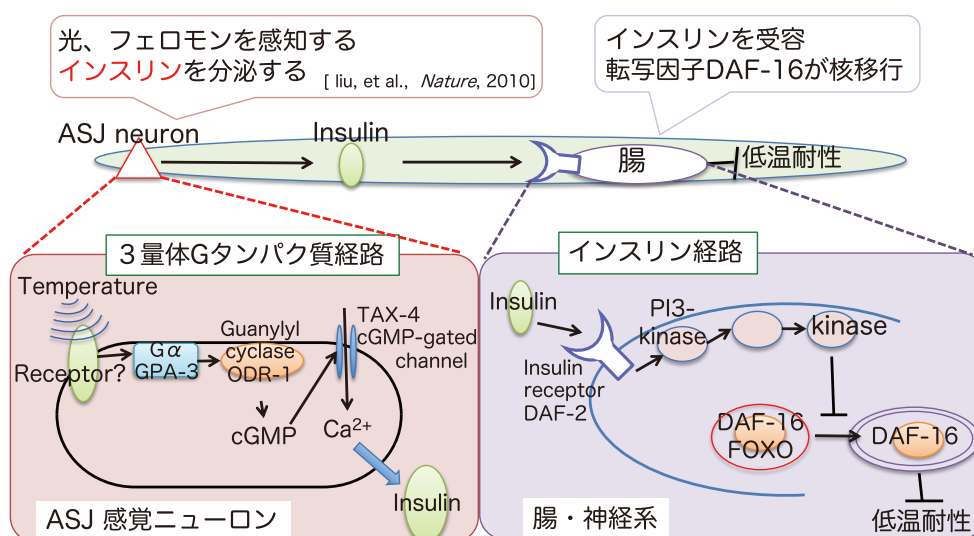 光、フェロモンを感知する
インスリンを分泌する
[ liu, et al., Nature, 2010]
インスリンを受容
転写因子DAF-16が核移行
ASJ neuron
Insulin
腸
低温耐性
３量体Gタンパク質経路
Temperature
Receptor?
Gα
GPA-3
Guanylyl
cyclase
ODR-1
TAX-4
cGMP-gated
channel
cGMP
Ca2+
Insulin
ASJ 感覚ニューロン
インスリン経路
Insulin
Insulin
receptor
DAF-2
PI3-
kinase
kinase
DAF-16
FOXO
DAF-16
低温耐性
腸・神経系